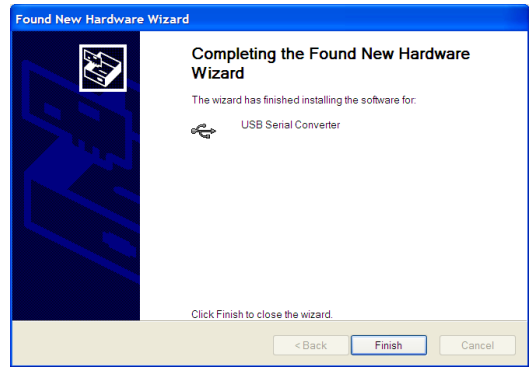 Found New Hardware Wizard
Completing the Found New Hardware
Wizard
The wizard has finished installing the software for:
USB Serial Converter
Click Finish to close the wizard.
< Back
Finish
Cancel